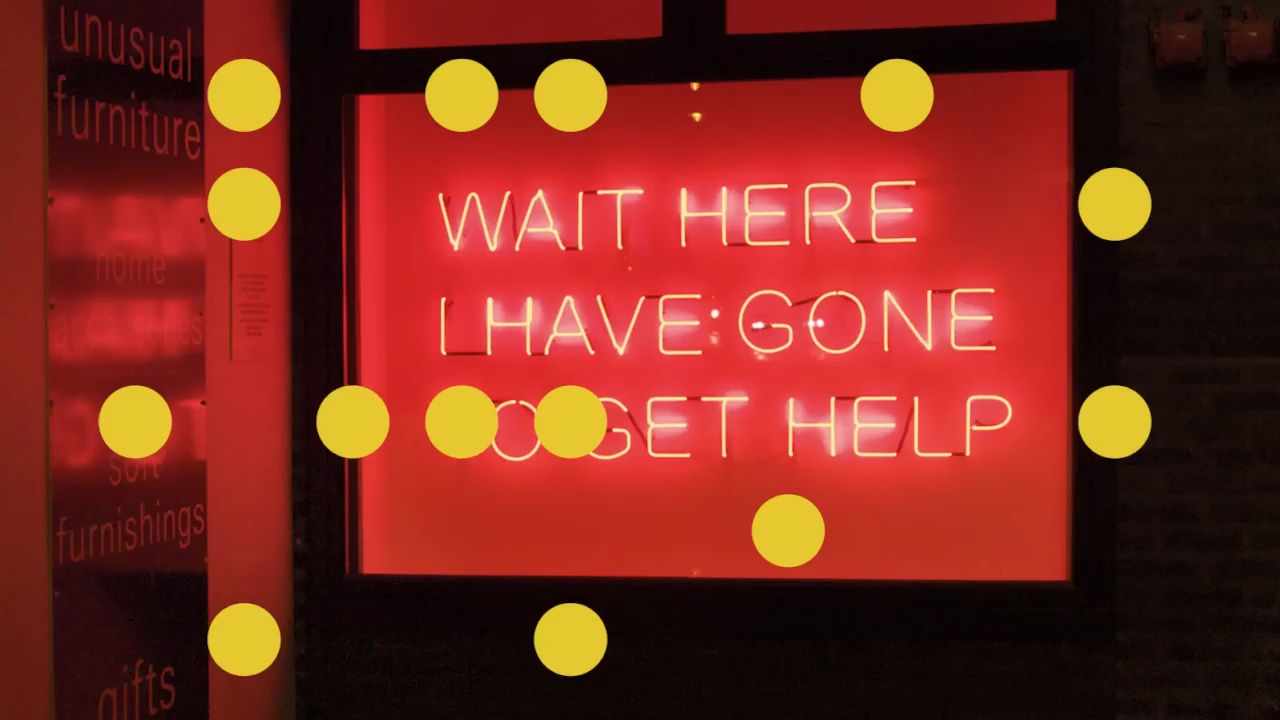 unusual
furniture
home
soft
furnishings
gifts
WAIT HERE
I HAVE GONE
GET HELP